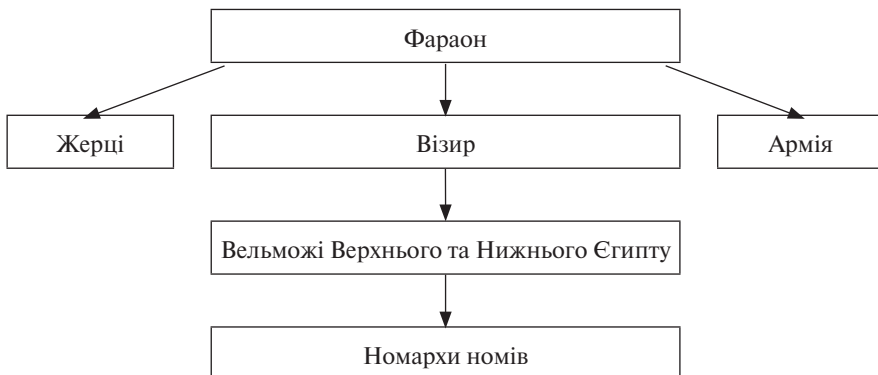 Фараон
Жерці
Візир
Армія
Вельможі Верхнього та Нижнього Єгипту
Номархи номів